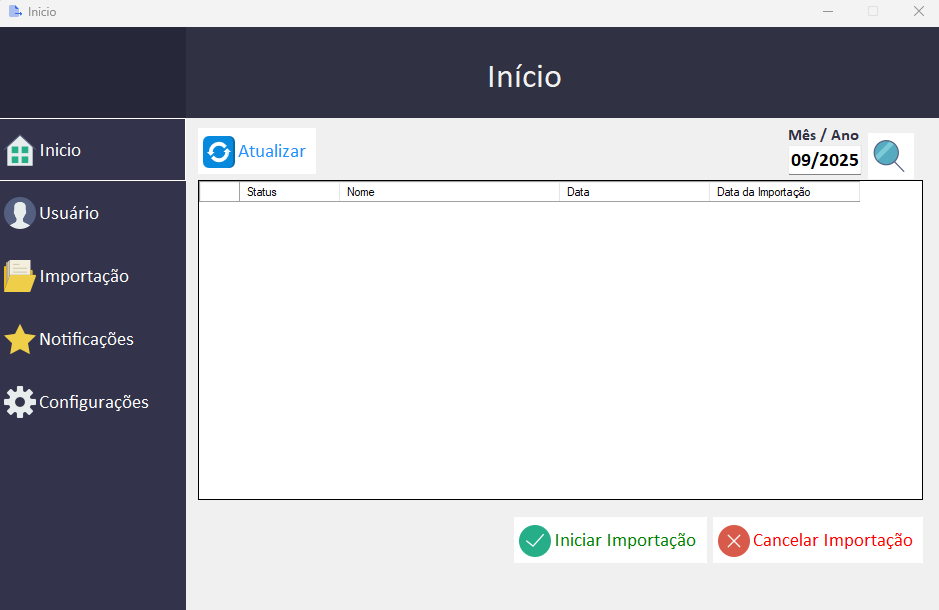 Inicio
Início
Inicio
Usuário
Importação
Notificações
Configurações
Atualizar
Mês / Ano
09/2025
Status Nome Data Data da Importação
Iniciar Importação Cancelar Importação